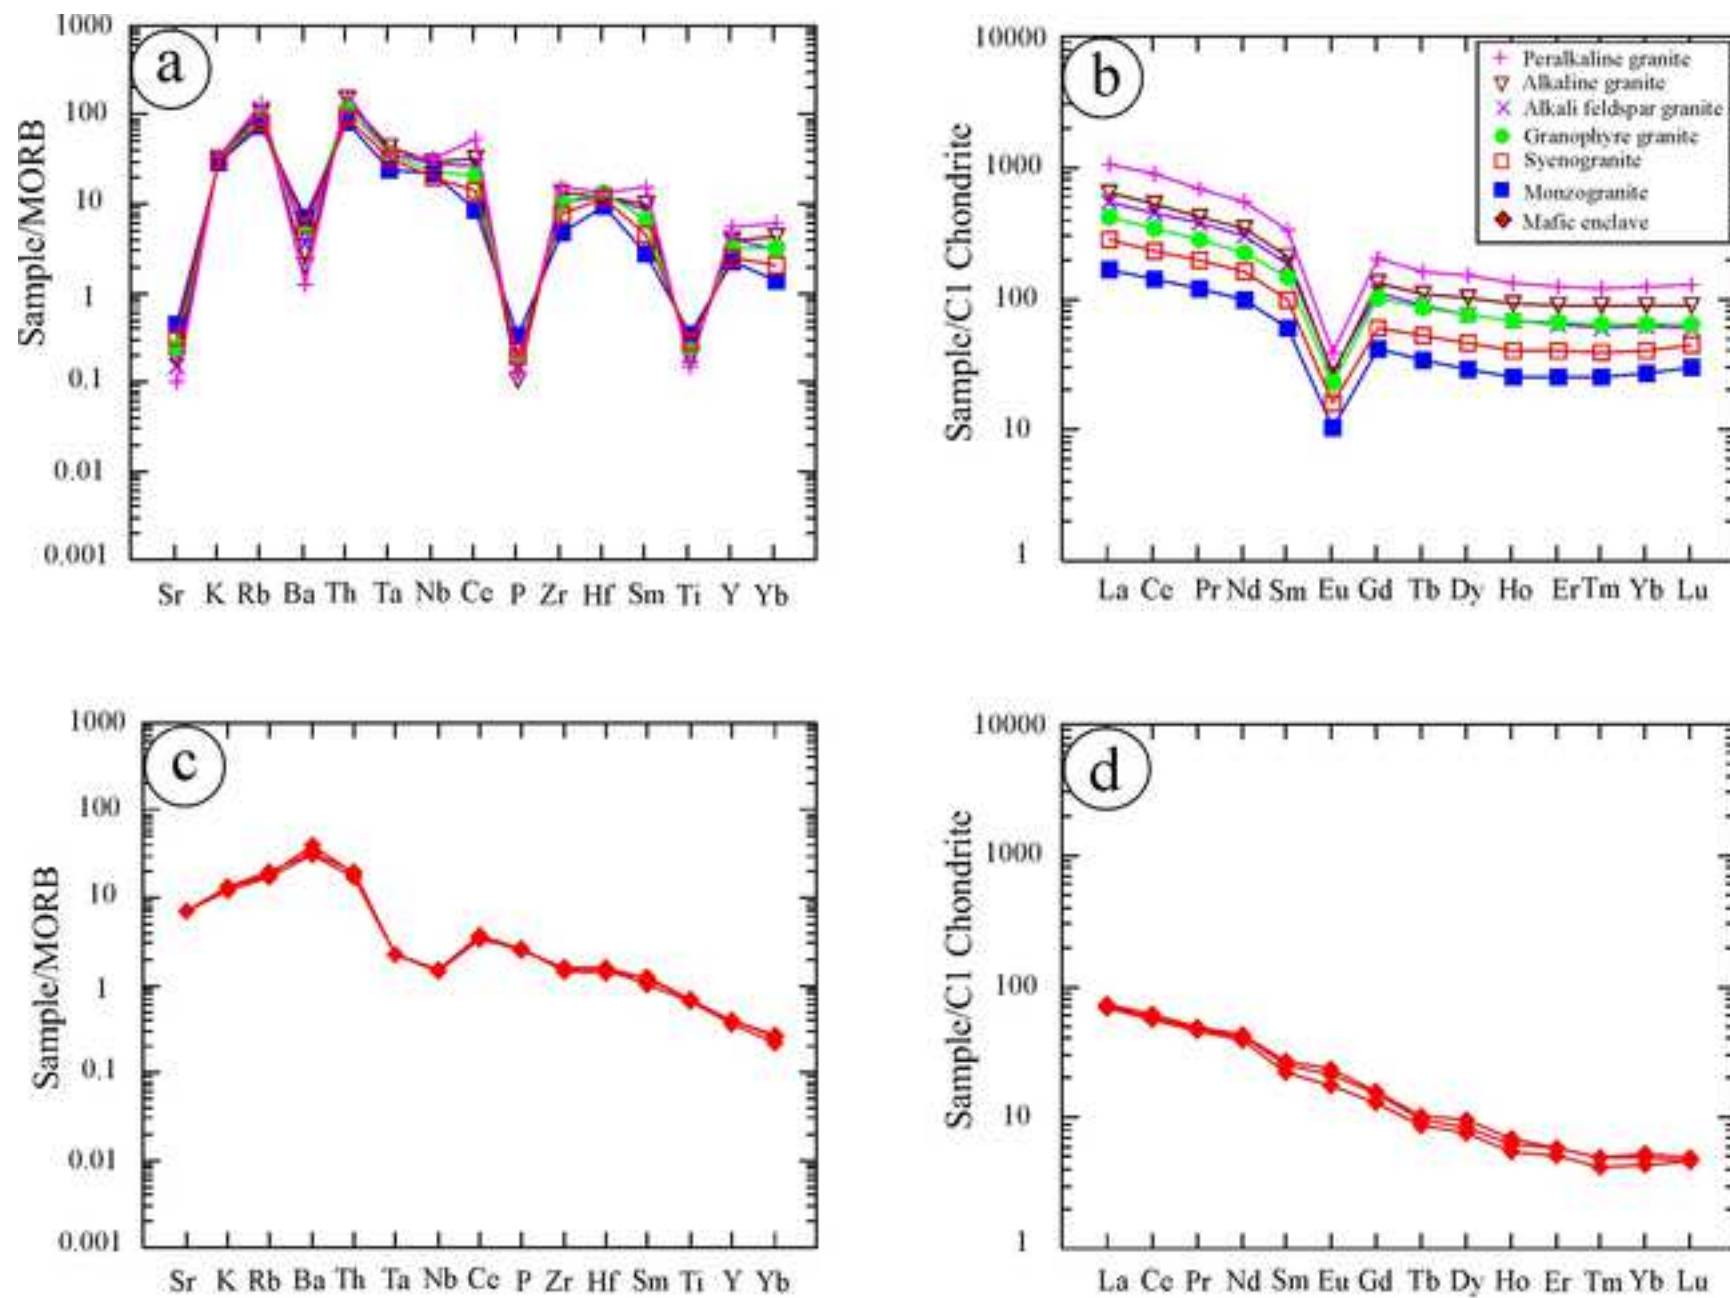 a
1000
100
10
1
0.1
0.01
0.001
Sample/MORB
Sr K Rb Ba Th Ta Nb Ce P Zr Hf Sm Ti Y Yb
b
10000
1000
100
10
1
Sample/C1 Chondrite
Peralkaline granite
Alkaline granite
Alkali feldspar granite
Granophyre granite
Syenogranite
Monzogranite
Mafic enclave
La Ce Pr Nd Sm Eu Gd Tb Dy Ho Er Tm Yb Lu
c
1000
100
10
1
0.1
0.01
0.001
Sample/MORB
Sr K Rb Ba Th Ta Nb Ce P Zr Hf Sm Ti Y Yb
d
10000
1000
100
10
1
Sample/C1 Chondrite
La Ce Pr Nd Sm Eu Gd Tb Dy Ho Er Tm Yb Lu